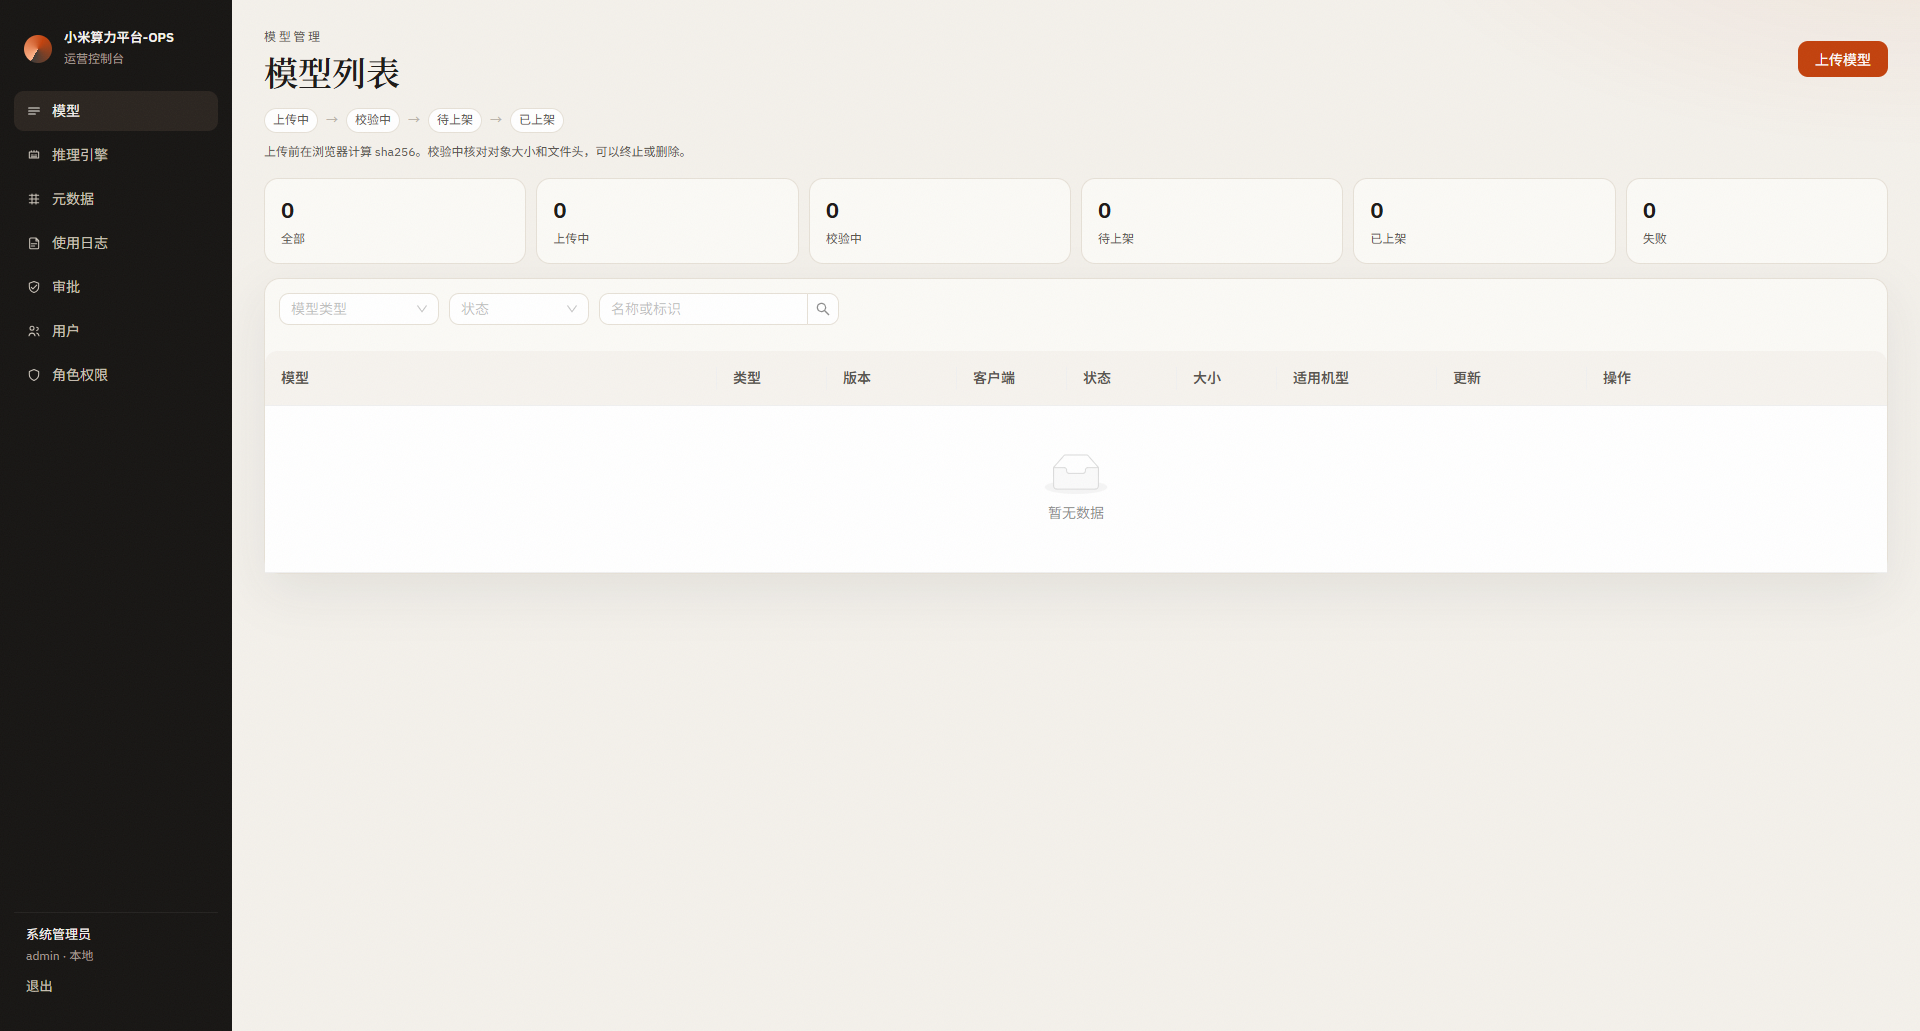 小米算力平台-OPS
运营控制台
模型
推理引擎
元数据
使用日志
审批
用户
角色权限
系统管理员
admin · 本地
退出
模型管理
模型列表
上传模型
上传中 → 校验中 → 待上架 → 已上架
上传前在浏览器计算 sha256。校验中核对对象大小和文件头，可以终止或删除。
0
全部
0
上传中
0
校验中
0
待上架
0
已上架
0
失败
模型类型 状态 名称或标识
模型 类型 版本 客户端 状态 大小 适用机型 更新 操作
暂无数据